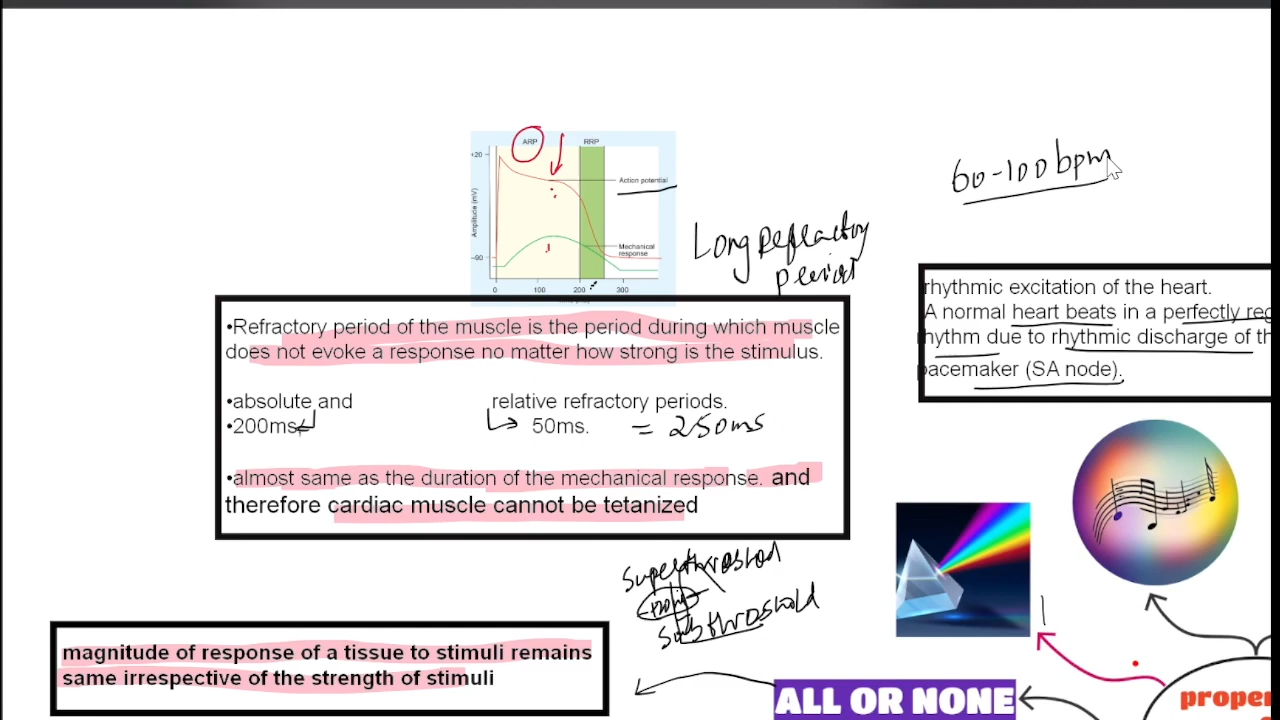 ARP RRP
+20
Action potential
Amplitude (mV)
Mechanical
response
-90
0 100 200 300
60-100bpm
Long Refractory
period
•Refractory period of the muscle is the period during which muscle
does not evoke a response no matter how strong is the stimulus.
•absolute and relative refractory periods.
•200ms 50ms. = 250ms
•almost same as the duration of the mechanical response. and
therefore cardiac muscle cannot be tetanized
rhythmic excitation of the heart.
A normal heart beats in a perfectly reg
rhythm due to rhythmic discharge of th
pacemaker (SA node).
Superthroshod
Subthroshold
magnitude of response of a tissue to stimuli remains
same irrespective of the strength of stimuli
ALL OR NONE
proper